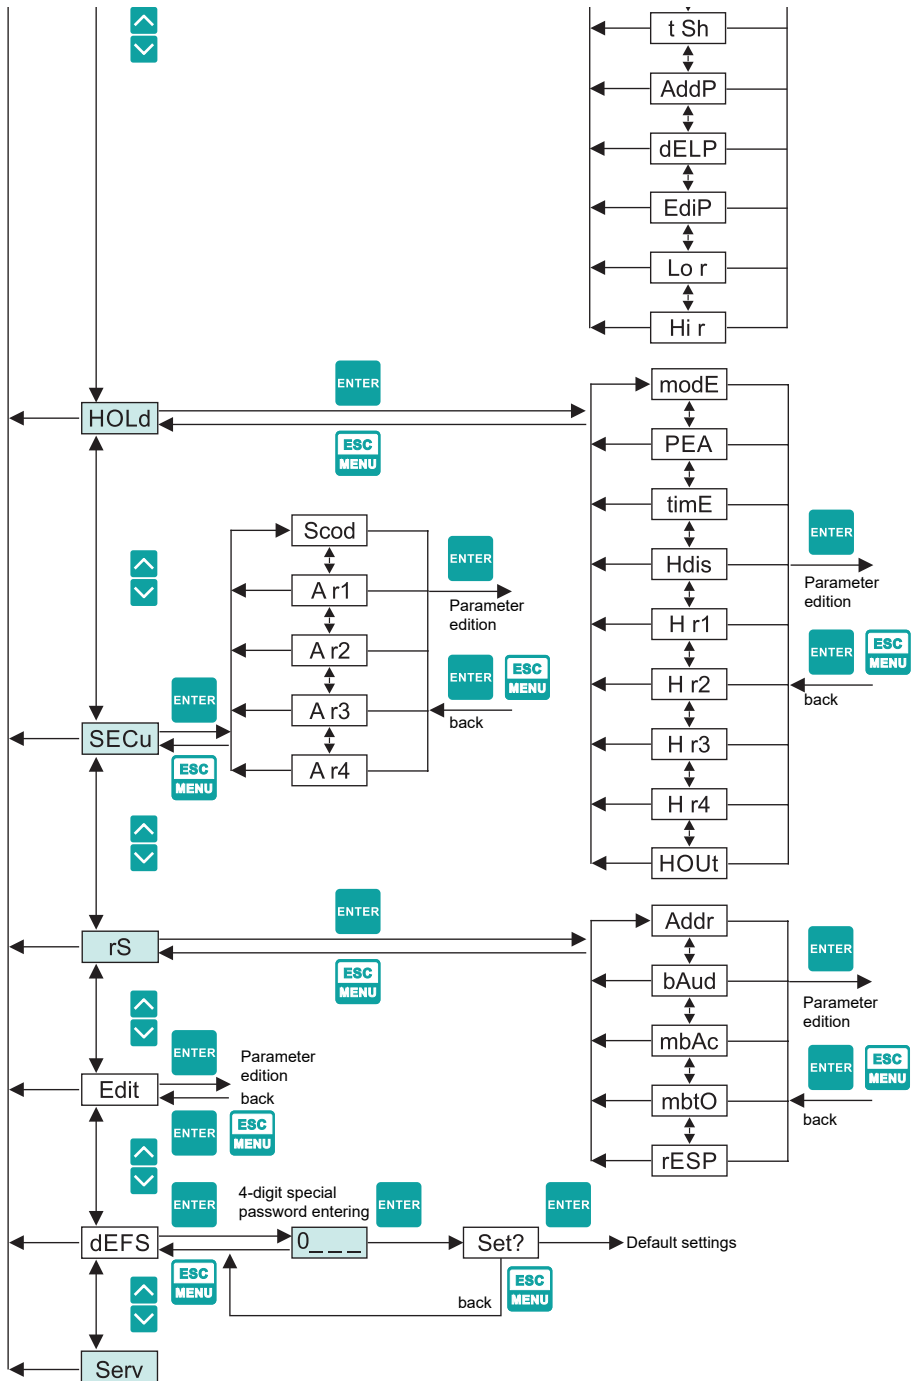 t Sh
AddP
dELP
EdiP
Lo r
Hi r
ENTER
HOLd
ESC
MENU
modE
PEA
timE
Hdis
H r1
H r2
H r3
H r4
HOUt
ENTER
Parameter
edition
ENTER
ESC
MENU
back
Scod
A r1
A r2
A r3
A r4
ENTER
Parameter
edition
ENTER
ESC
MENU
back
ENTER
SECu
ESC
MENU
ENTER
rS
ESC
MENU
Addr
bAud
mbAc
mbtO
rESP
ENTER
Parameter
edition
ENTER
ESC
MENU
back
ENTER
Parameter
edition
Edit
back
ENTER
ESC
MENU
ENTER
4-digit special
password entering
ENTER
ENTER
dEFS
0_ _ _
Set?
Default settings
ESC
MENU
back
ESC
MENU
Serv